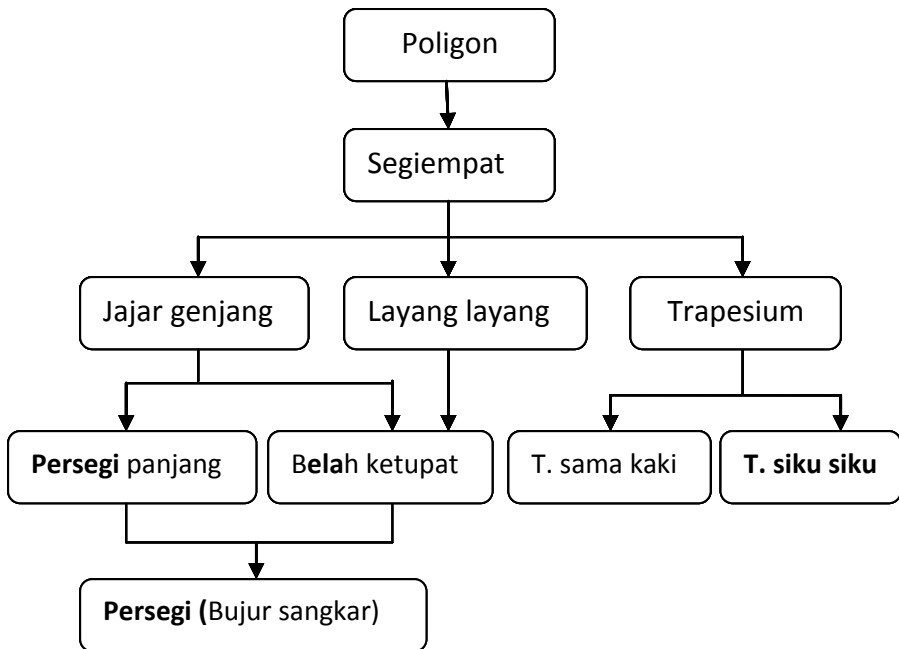 Poligon
Segiempat
Jajar genjang
Layang layang
Trapesium
Persegi panjang
Belah ketupat
T. sama kaki
T. siku siku
Persegi (Bujur sangkar)